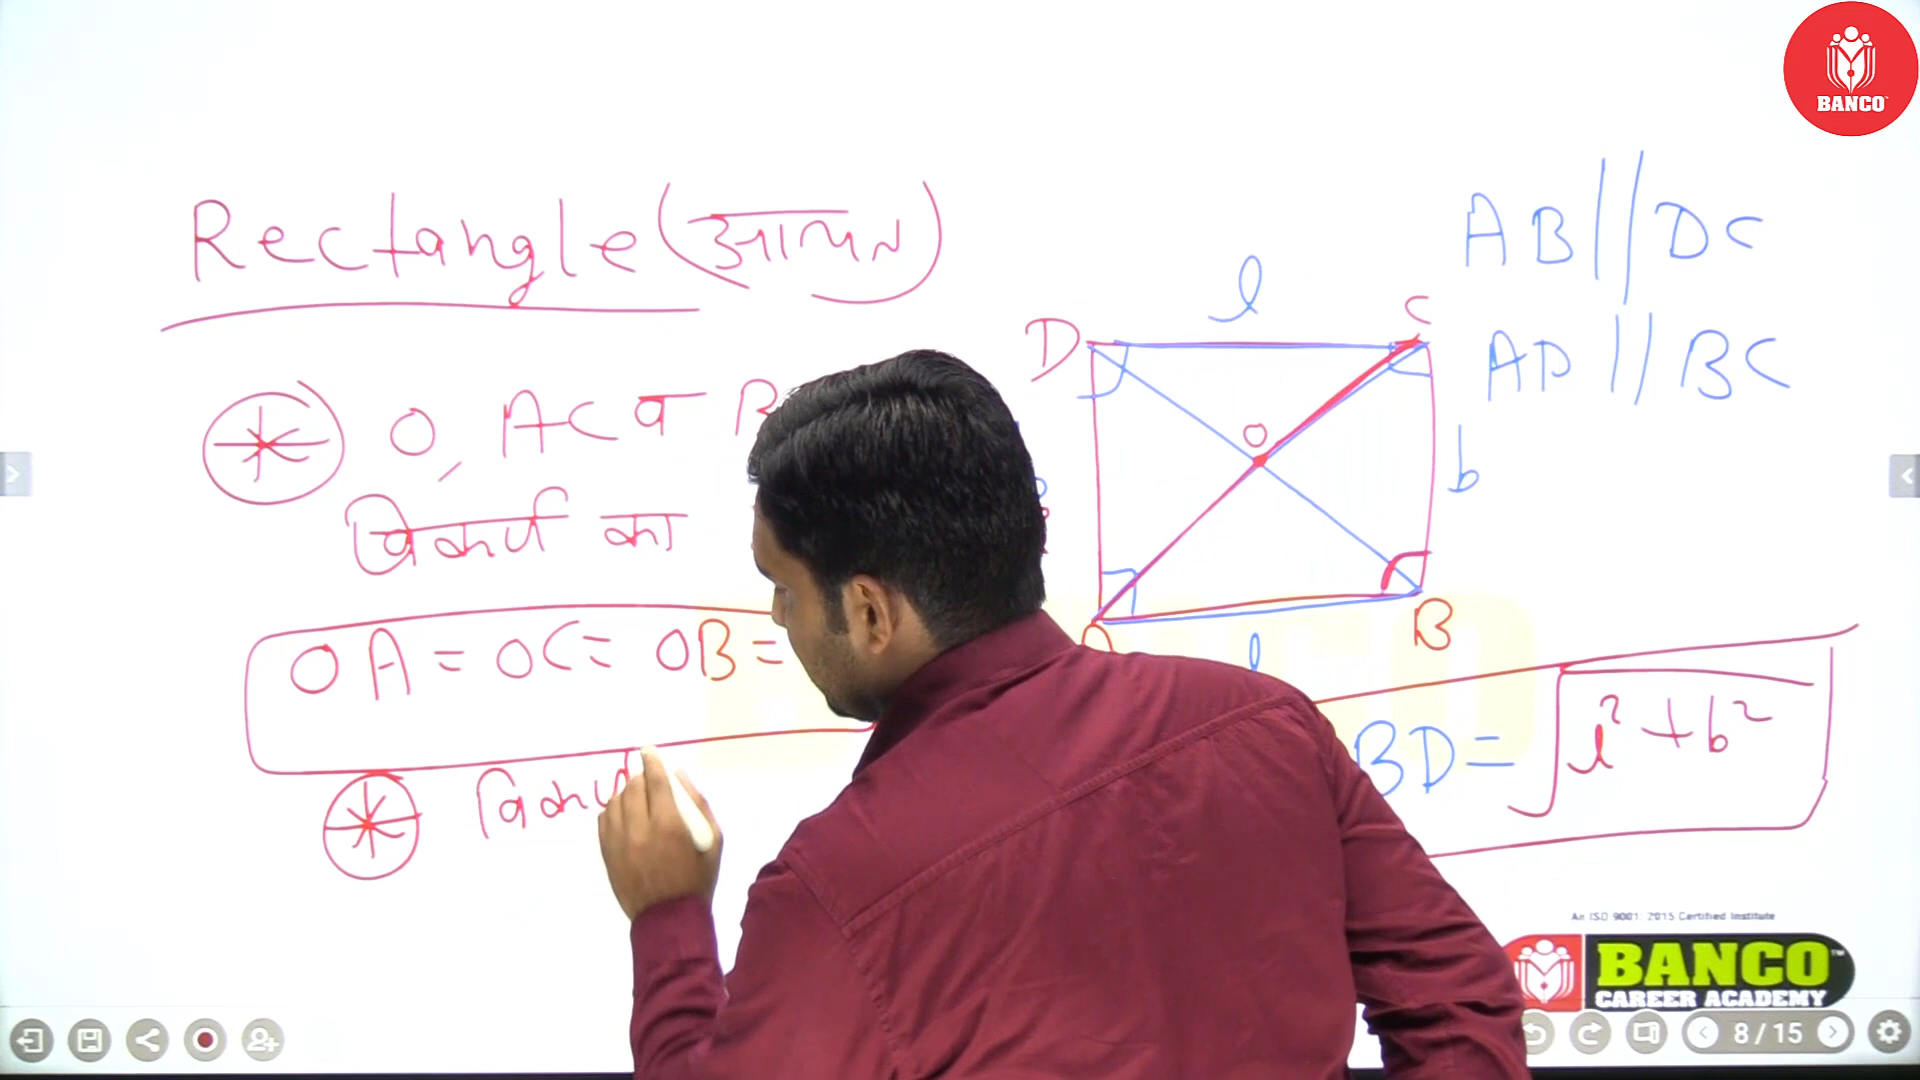 BANCO
Rectangle (आयत)
AB || DC
AD || BC
l
D
C
O
b
A
B
l
O, AC व B
विकर्ण का
OA = OC = OB =
BD = √l² + b²
विकर्ण
An ISO 9001: 2015 Certified Institute
BANCO™
CAREER ACADEMY
8 / 15